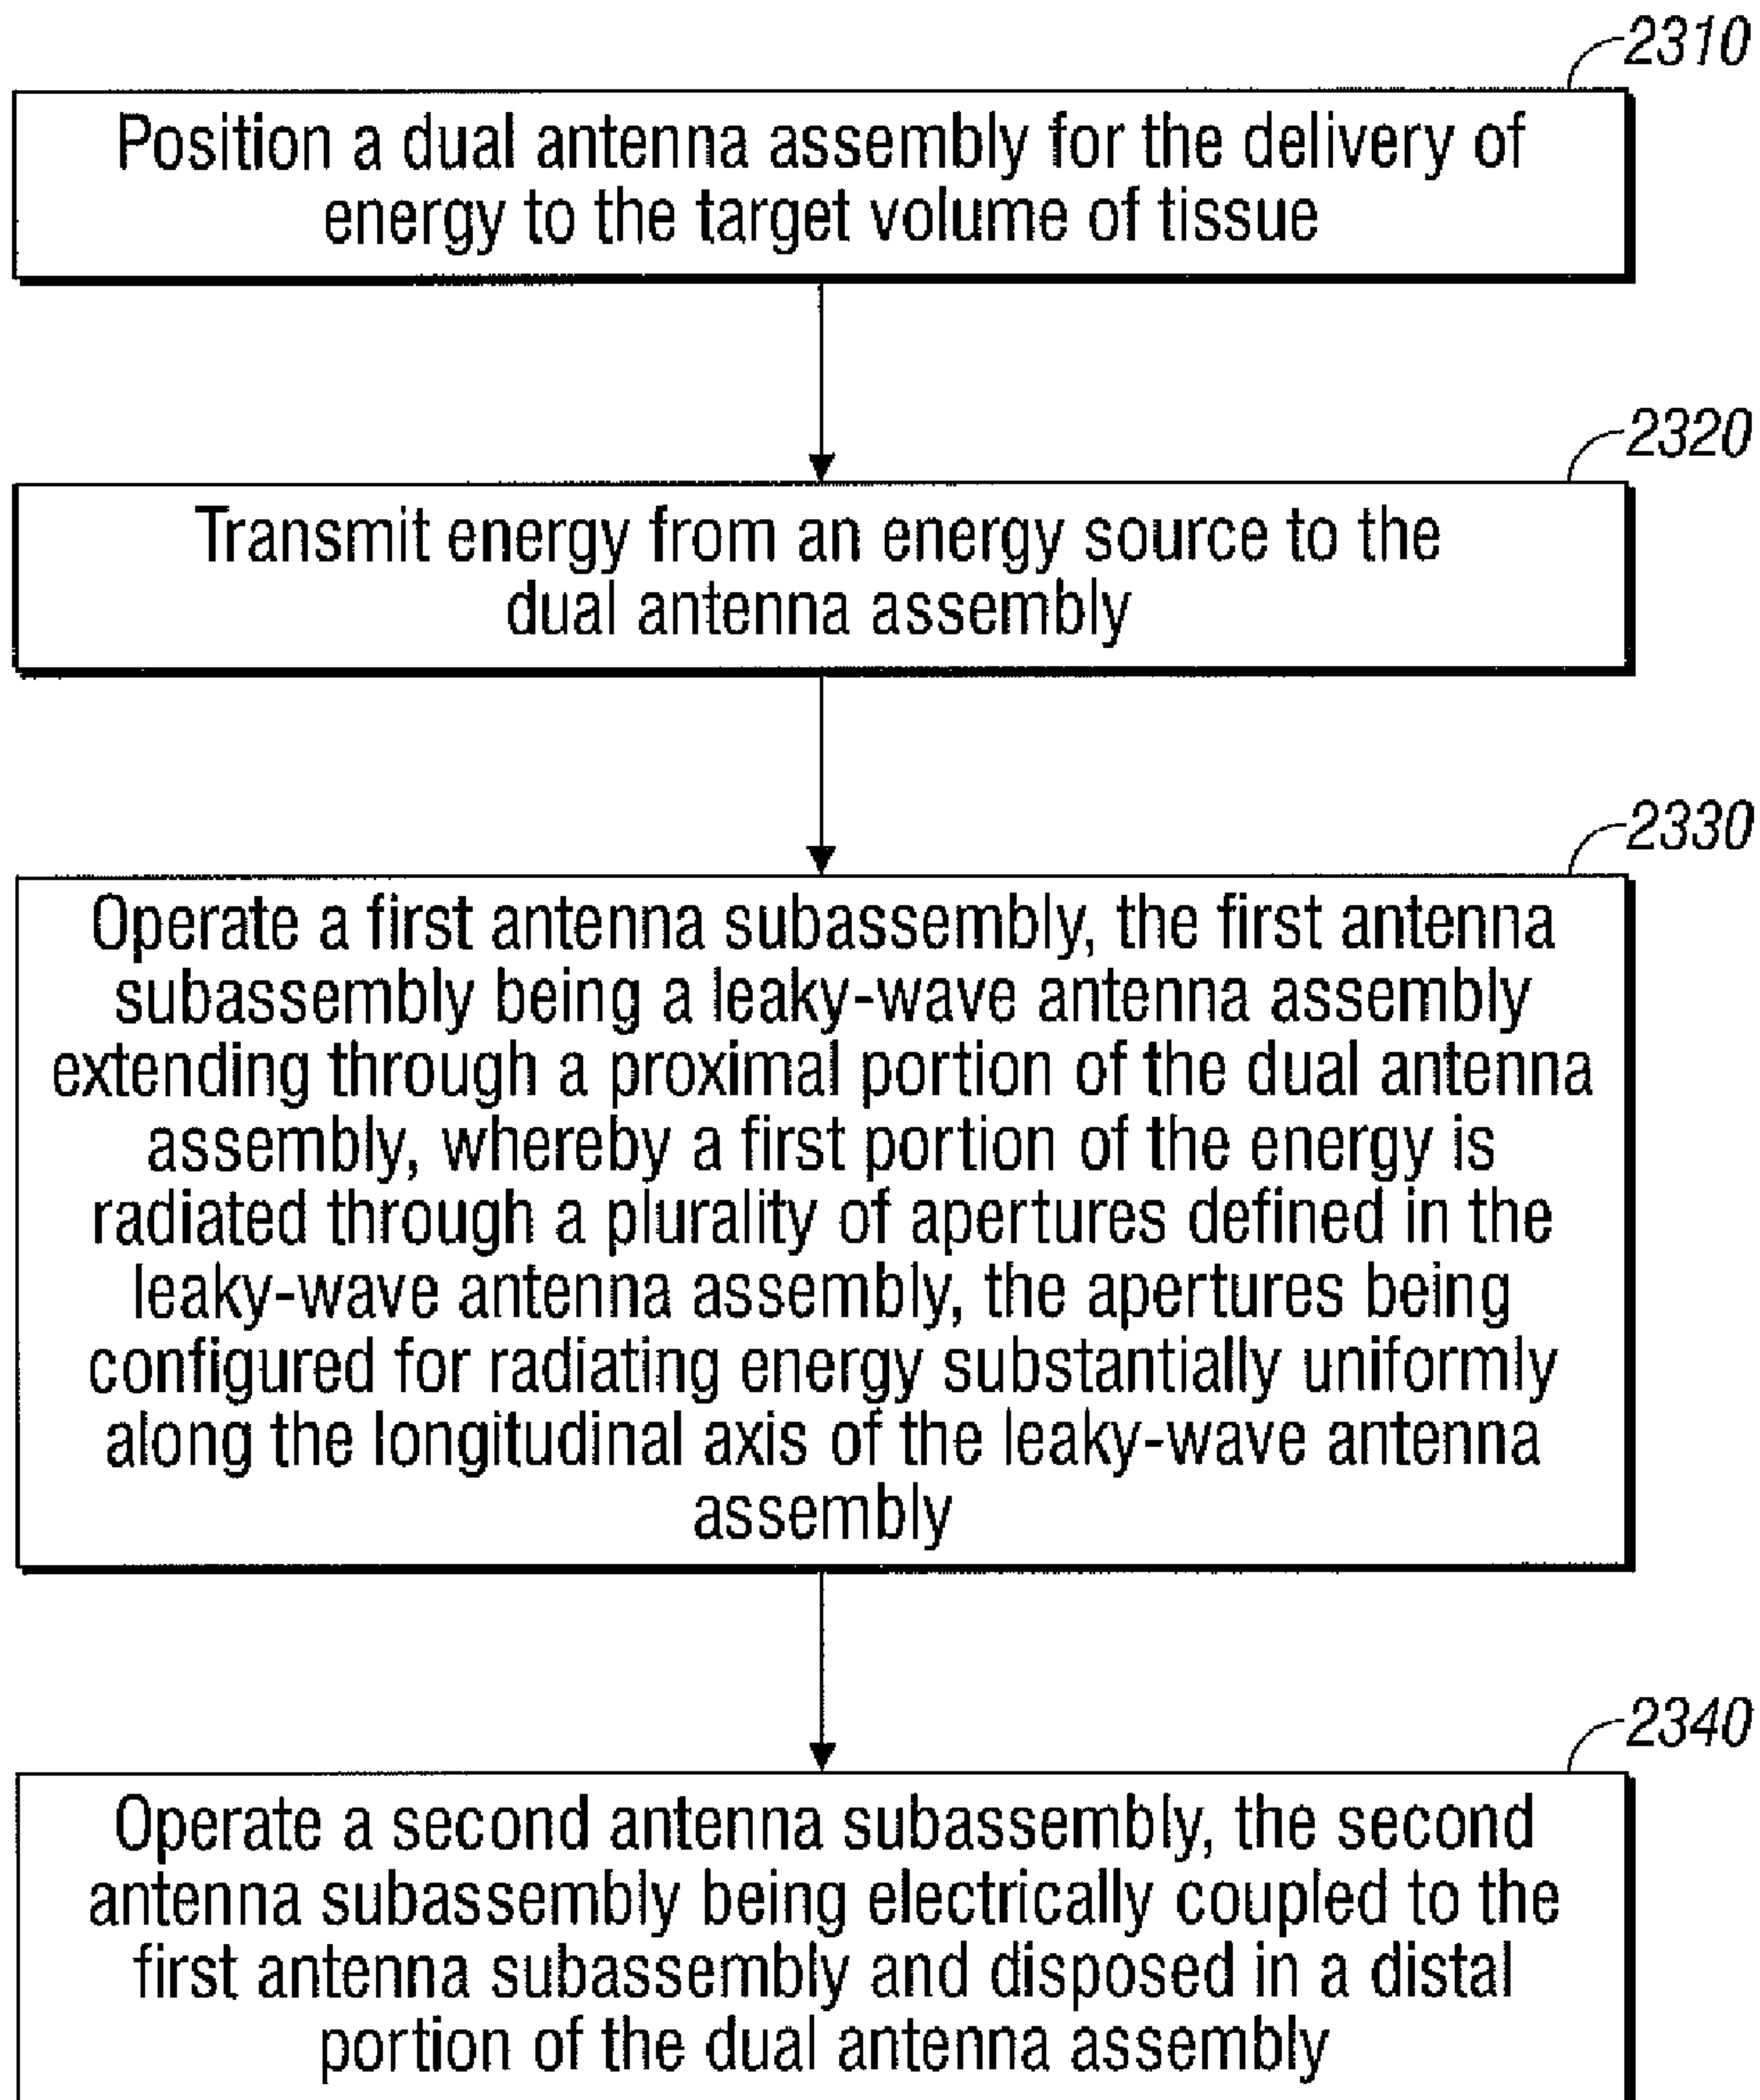 2310
Position a dual antenna assembly for the delivery of
energy to the target volume of tissue
2320
Transmit energy from an energy source to the
dual antenna assembly
2330
Operate a first antenna subassembly, the first antenna
subassembly being a leaky-wave antenna assembly
extending through a proximal portion of the dual antenna
assembly, whereby a first portion of the energy is
radiated through a plurality of apertures defined in the
leaky-wave antenna assembly, the apertures being
configured for radiating energy substantially uniformly
along the longitudinal axis of the leaky-wave antenna
assembly
2340
Operate a second antenna subassembly, the second
antenna subassembly being electrically coupled to the
first antenna subassembly and disposed in a distal
portion of the dual antenna assembly